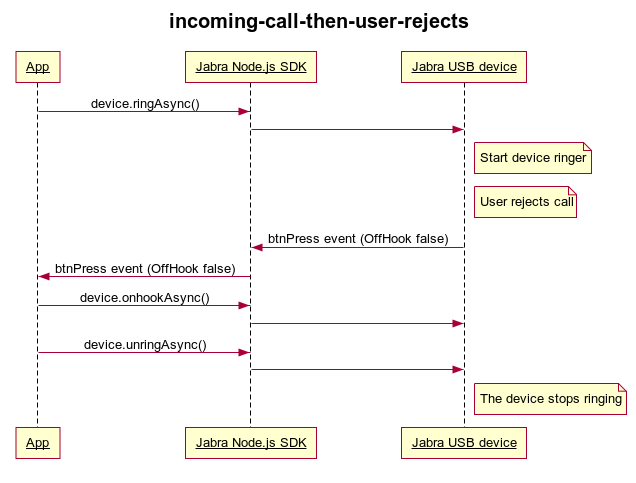 incoming-call-then-user-rejects
App
Jabra Node.js SDK
Jabra USB device
device.ringAsync()
Start device ringer
User rejects call
btnPress event (OffHook false)
btnPress event (OffHook false)
device.onhookAsync()
device.unringAsync()
The device stops ringing
App
Jabra Node.js SDK
Jabra USB device